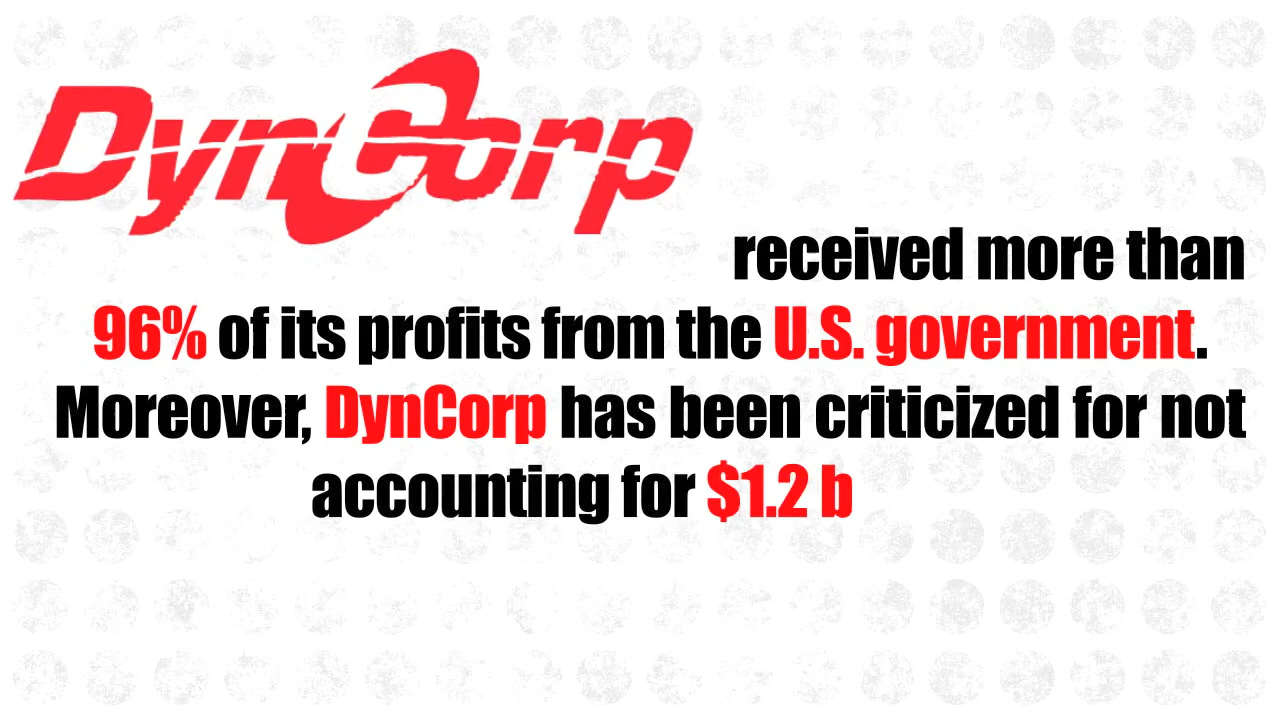 DynCorp
received more than
96% of its profits from the U.S. government.
Moreover, DynCorp has been criticized for not
accounting for $1.2 b